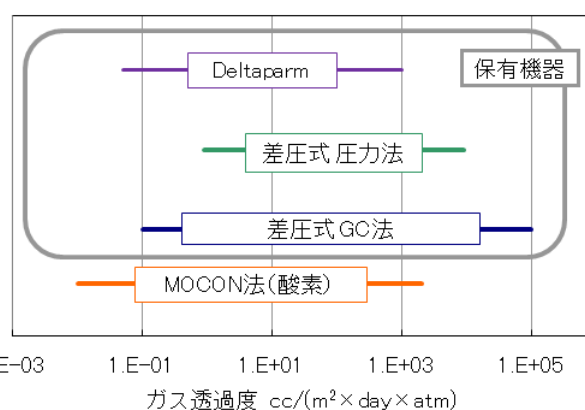 Deltaparm
保有機器
差圧式 圧力法
差圧式 GC法
MOCON法(酸素)
E-03 1.E-01 1.E+01 1.E+03 1.E+05
ガス透過度 cc/(m²×day×atm)